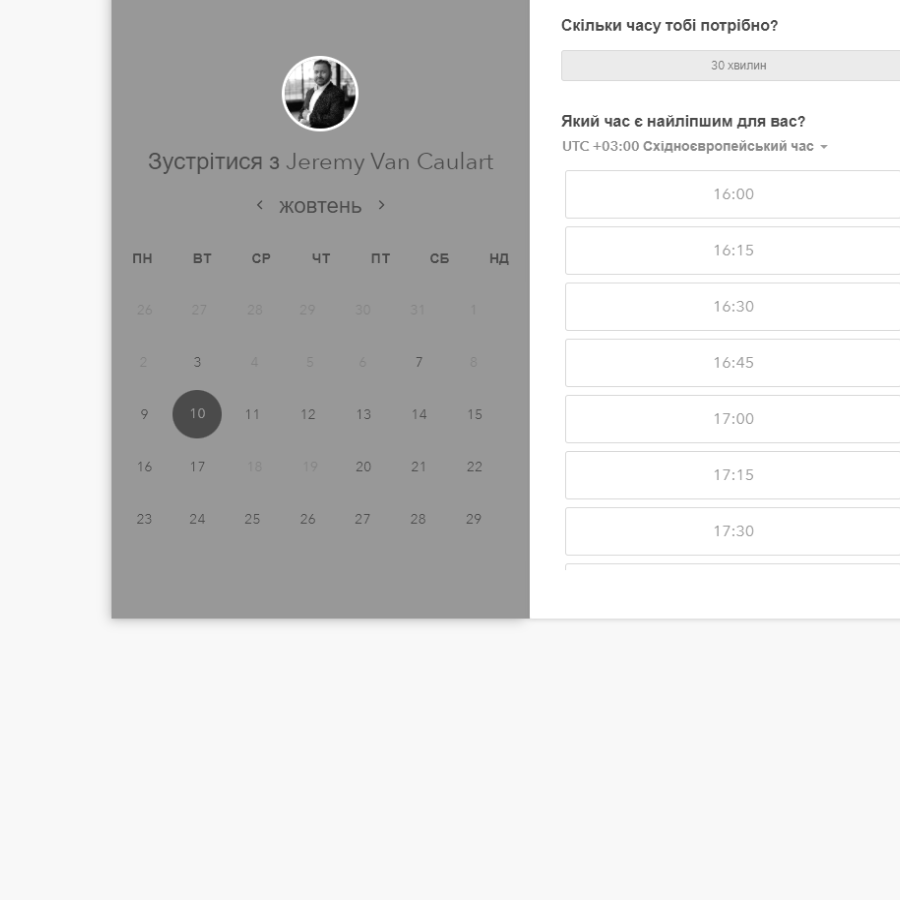 Зустрітися з Jeremy Van Caulart
жовтень
ПН ВТ СР ЧТ ПТ СБ НД
26 27 28 29 30 31 1
2 3 4 5 6 7 8
9 10 11 12 13 14 15
16 17 18 19 20 21 22
23 24 25 26 27 28 29
Скільки часу тобі потрібно?
30 хвилин
Який час є найліпшим для вас?
UTC +03:00 Східноєвропейський час
16:00
16:15
16:30
16:45
17:00
17:15
17:30